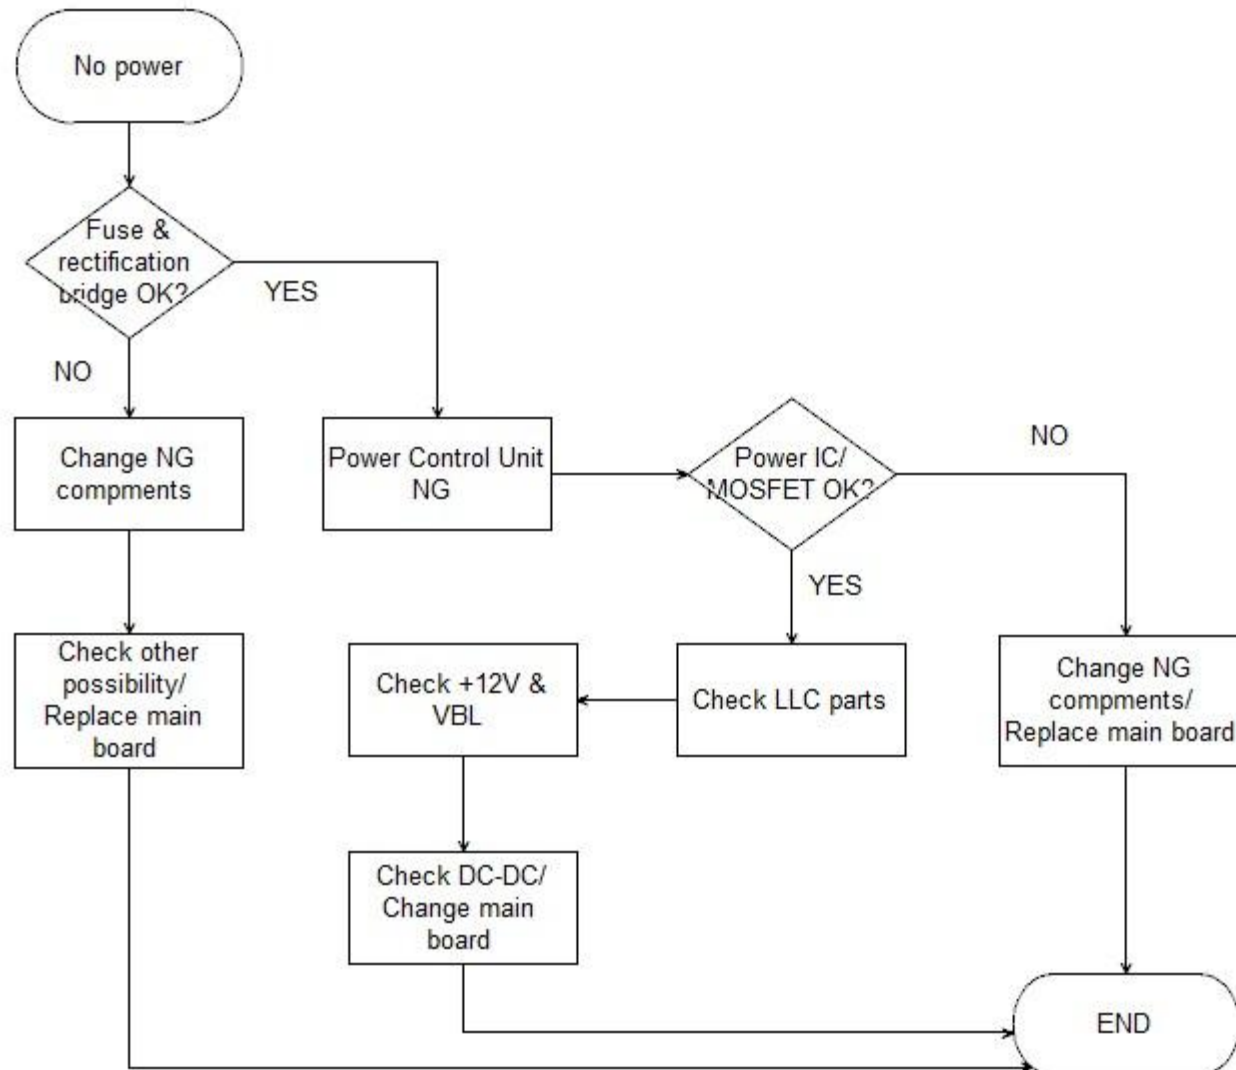 No power
Fuse &
rectification
bridge OK?
YES
NO
Change NG
compments
Power Control Unit
NG
Power IC/
MOSFET OK?
NO
YES
Check other
possibility/
Replace main
board
Check +12V &
VBL
Check LLC parts
Change NG
compments/
Replace main board
Check DC-DC/
Change main
board
END